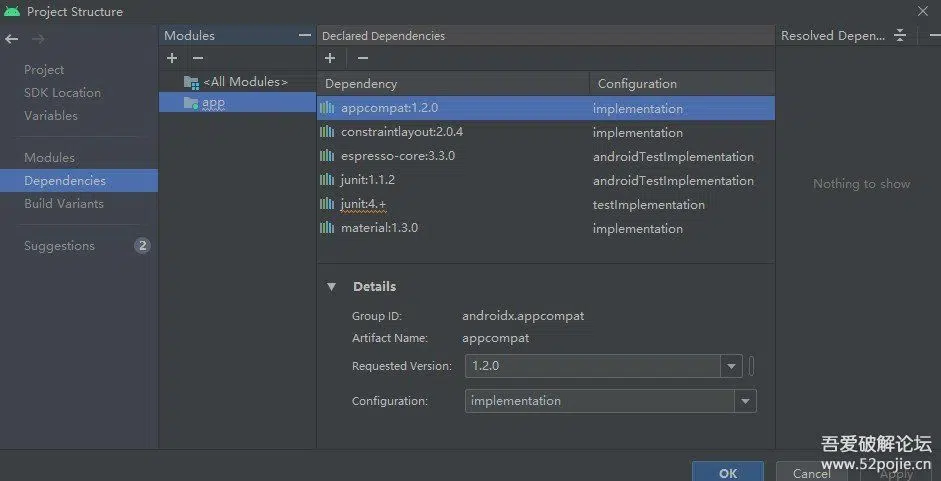 Project Structure
Project
SDK Location
Variables
Modules
Dependencies
Build Variants
Suggestions 2
Modules
<All Modules>
app
Declared Dependencies
Dependency Configuration
appcompat:1.2.0 implementation
constraintlayout:2.0.4 implementation
espresso-core:3.3.0 androidTestImplementation
junit:1.1.2 androidTestImplementation
junit:4.+ testImplementation
material:1.3.0 implementation
Details
Group ID: androidx.appcompat
Artifact Name: appcompat
Requested Version: 1.2.0
Configuration: implementation
Resolved Depen...
Nothing to show
OK Cancel Apply
吾爱破解论坛
www.52pojie.cn